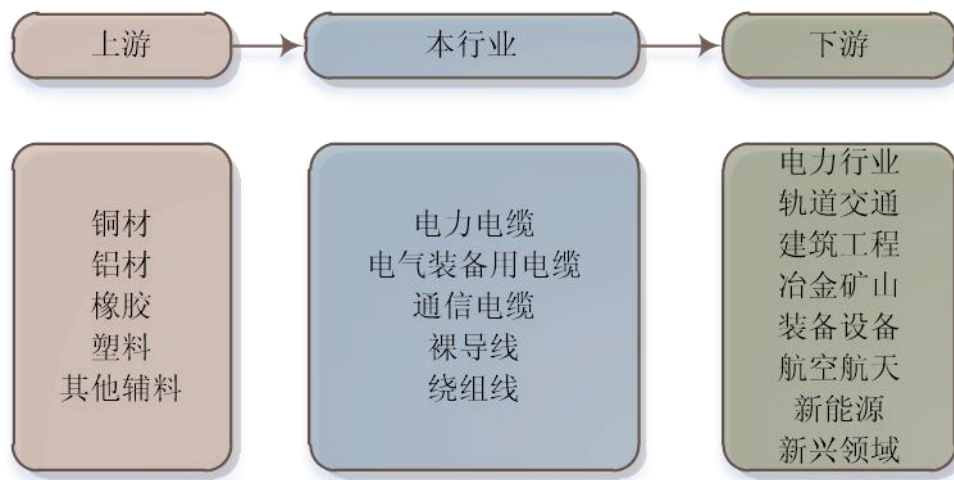 上游
本行业
下游
铜材
铝材
橡胶
塑料
其他辅料
电力电缆
电气装备用电缆
通信电缆
裸导线
绕组线
电力行业
轨道交通
建筑工程
冶金矿山
装备设备
航空航天
新能源
新兴领域